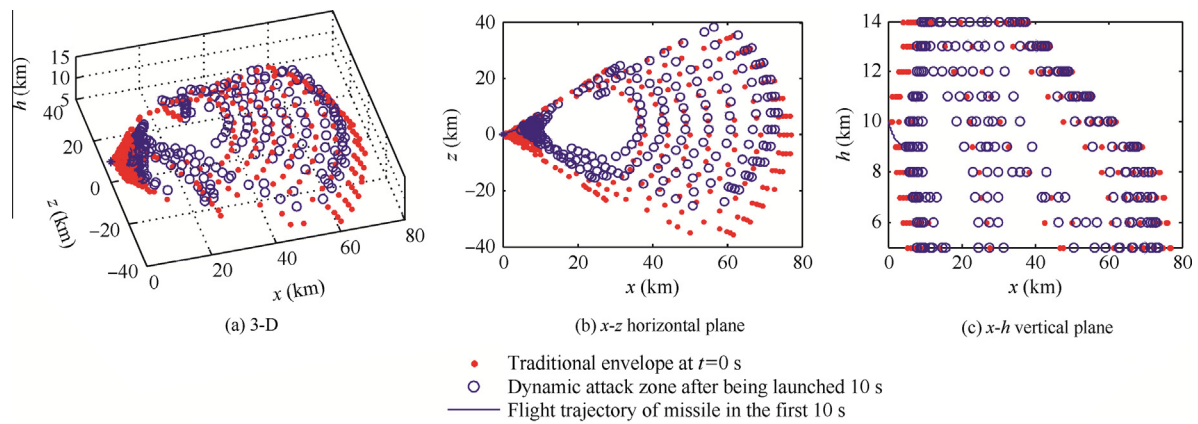 h (km)
15
10
5
40
20
0
−20
−40
z (km)
0
20
40
60
80
x (km)
(a) 3-D
40
20
0
−20
−40
z (km)
0
20
40
60
80
x (km)
(b) x-z horizontal plane
14
12
10
8
6
h (km)
0
20
40
60
80
x (km)
(c) x-h vertical plane
Traditional envelope at t=0 s
Dynamic attack zone after being launched 10 s
Flight trajectory of missile in the first 10 s